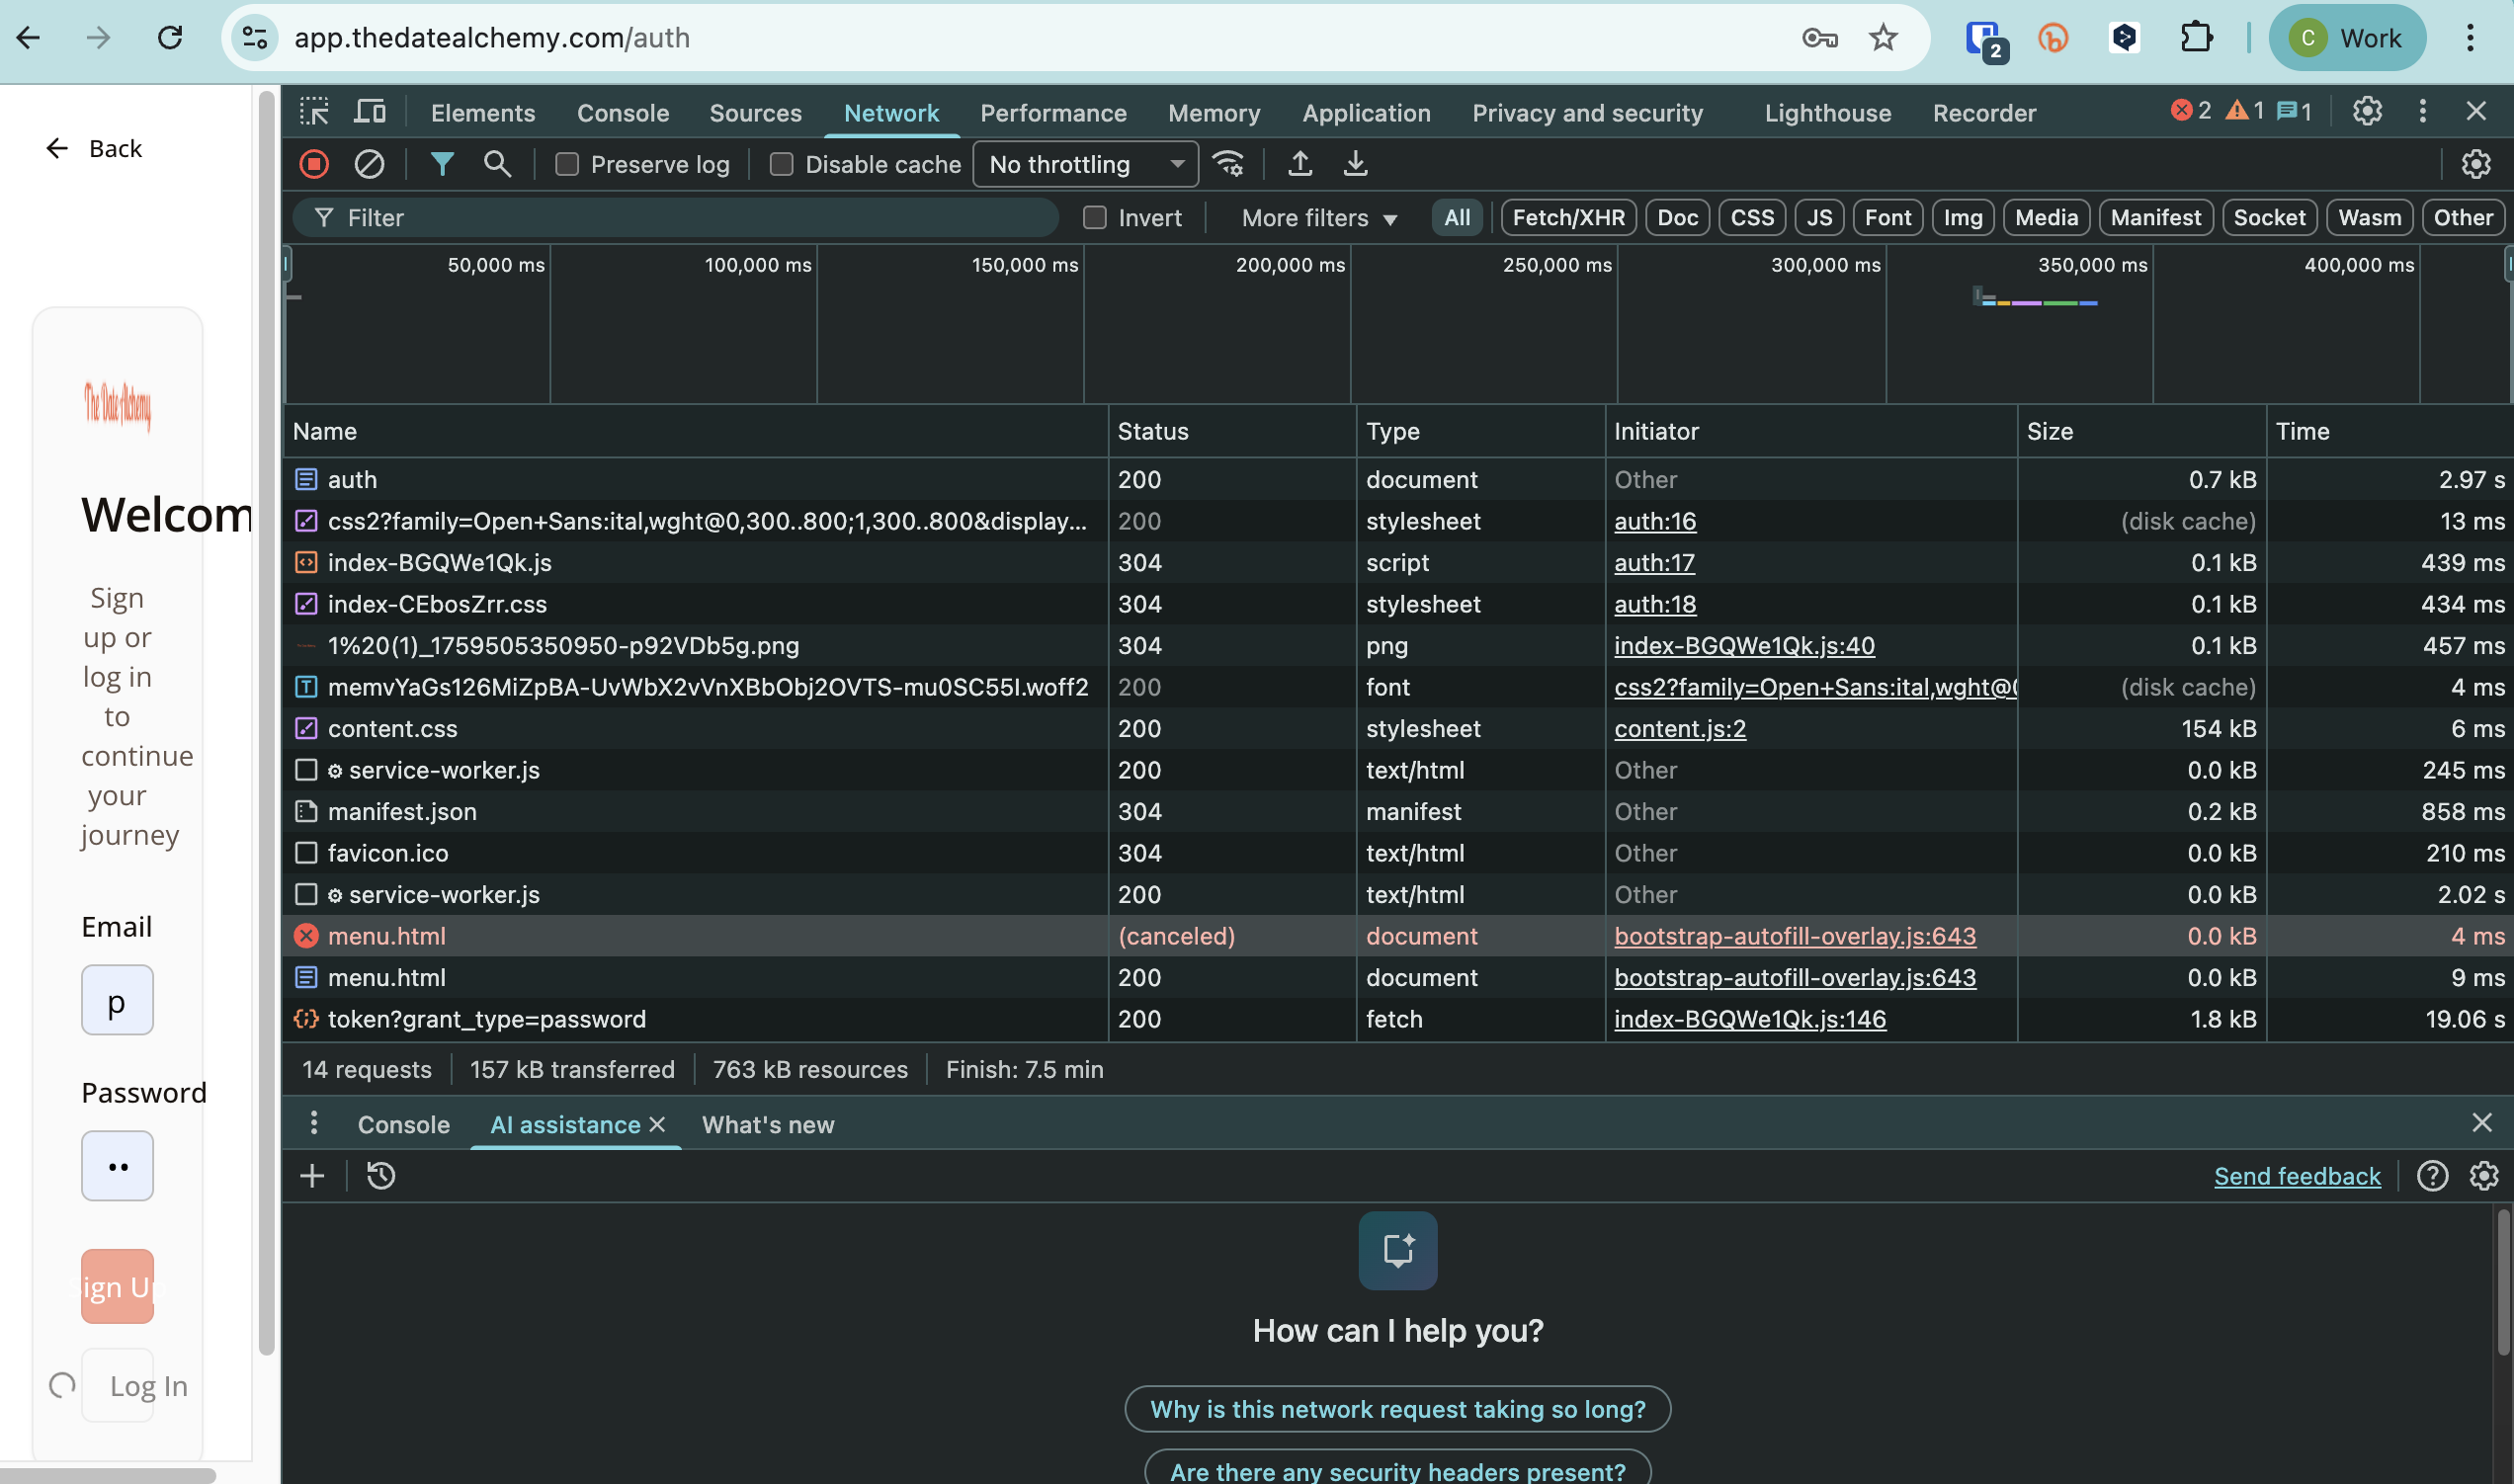 app.thedatealchemy.com/auth
2
C
Work
Back
The Date Alchemy
Welcom
Sign
up or
log in
to
continue
your
journey
Email
p
Password
••
ign Up
Log In
Elements Console Sources Network Performance Memory Application Privacy and security Lighthouse Recorder 2 1 1
Preserve log Disable cache No throttling
Filter Invert More filters All Fetch/XHR Doc CSS JS Font Img Media Manifest Socket Wasm Other
50,000 ms 100,000 ms 150,000 ms 200,000 ms 250,000 ms 300,000 ms 350,000 ms 400,000 ms
Name Status Type Initiator Size Time
auth 200 document Other 0.7 kB 2.97 s
css2?family=Open+Sans:ital,wght@0,300..800;1,300..800&display... 200 stylesheet auth:16 (disk cache) 13 ms
index-BGQWe1Qk.js 304 script auth:17 0.1 kB 439 ms
index-CEbosZrr.css 304 stylesheet auth:18 0.1 kB 434 ms
1%20(1)_1759505350950-p92VDb5g.png 304 png index-BGQWe1Qk.js:40 0.1 kB 457 ms
memvYaGs126MiZpBA-UvWbX2vVnXBbObj2OVTS-mu0SC55I.woff2 200 font css2?family=Open+Sans:ital,wght@0 (disk cache) 4 ms
content.css 200 stylesheet content.js:2 154 kB 6 ms
service-worker.js 200 text/html Other 0.0 kB 245 ms
manifest.json 304 manifest Other 0.2 kB 858 ms
favicon.ico 304 text/html Other 0.0 kB 210 ms
service-worker.js 200 text/html Other 0.0 kB 2.02 s
menu.html (canceled) document bootstrap-autofill-overlay.js:643 0.0 kB 4 ms
menu.html 200 document bootstrap-autofill-overlay.js:643 0.0 kB 9 ms
token?grant_type=password 200 fetch index-BGQWe1Qk.js:146 1.8 kB 19.06 s
14 requests 157 kB transferred 763 kB resources Finish: 7.5 min
Console AI assistance What's new
Send feedback
How can I help you?
Why is this network request taking so long?
Are there any security headers present?